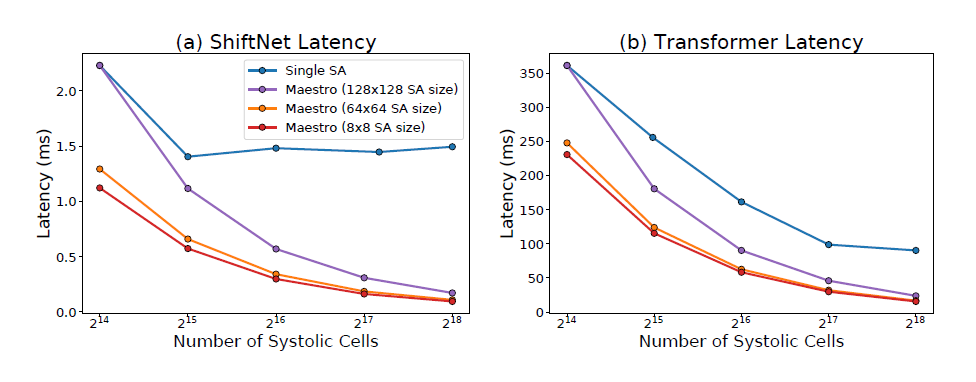 (a) ShiftNet Latency
Latency (ms)
2.0
1.5
1.0
0.5
0.0
Single SA
Maestro (128x128 SA size)
Maestro (64x64 SA size)
Maestro (8x8 SA size)
2^14 2^15 2^16 2^17 2^18
Number of Systolic Cells
(b) Transformer Latency
Latency (ms)
350
300
250
200
150
100
50
0
2^14 2^15 2^16 2^17 2^18
Number of Systolic Cells